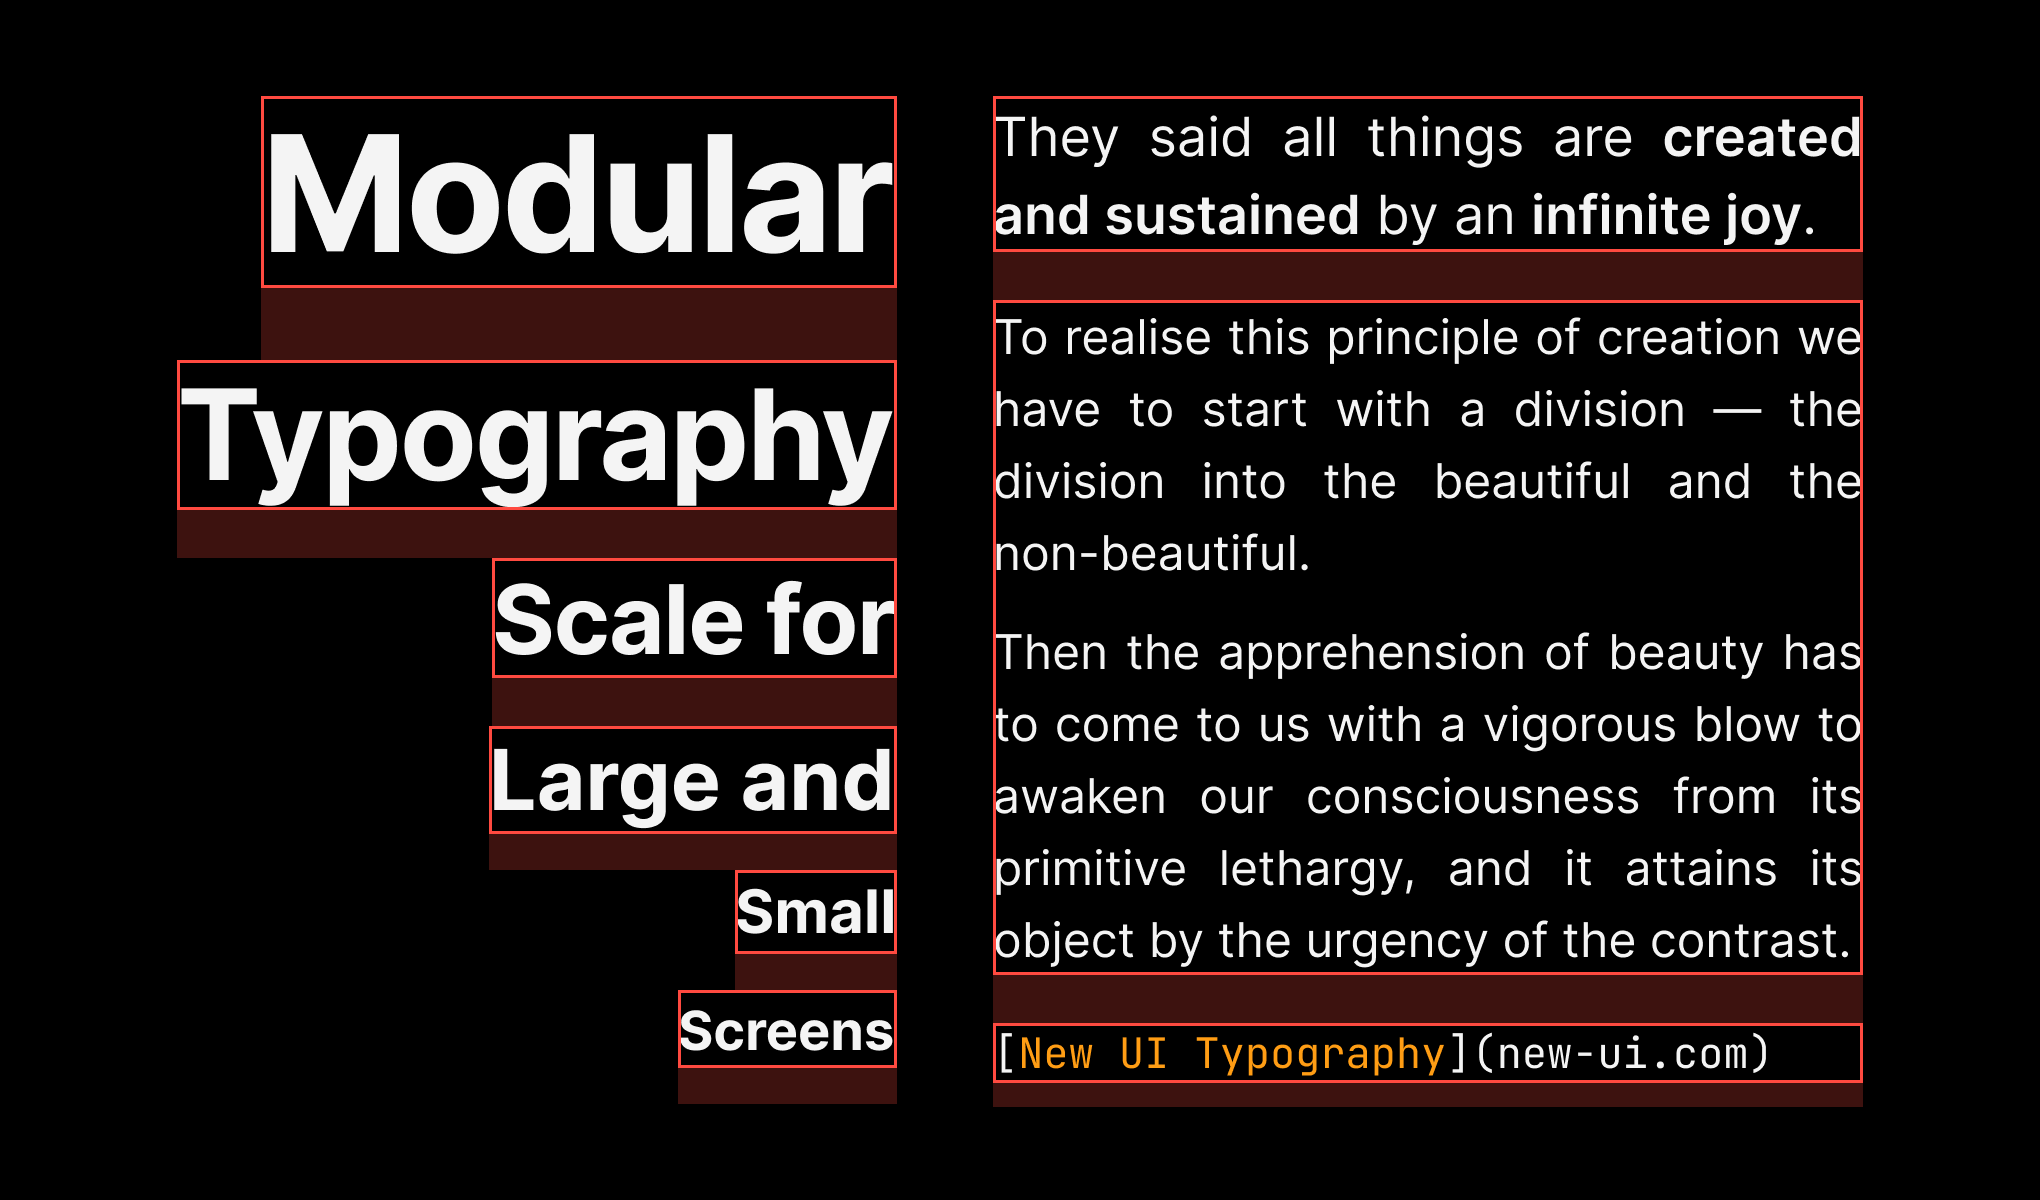 Modular
Typography
Scale for
Large and
Small
Screens
They said all things are created
and sustained by an infinite joy.
To realise this principle of creation we
have to start with a division — the
division into the beautiful and the
non-beautiful.
Then the apprehension of beauty has
to come to us with a vigorous blow to
awaken our consciousness from its
primitive lethargy, and it attains its
object by the urgency of the contrast.
[New UI Typography](new-ui.com)